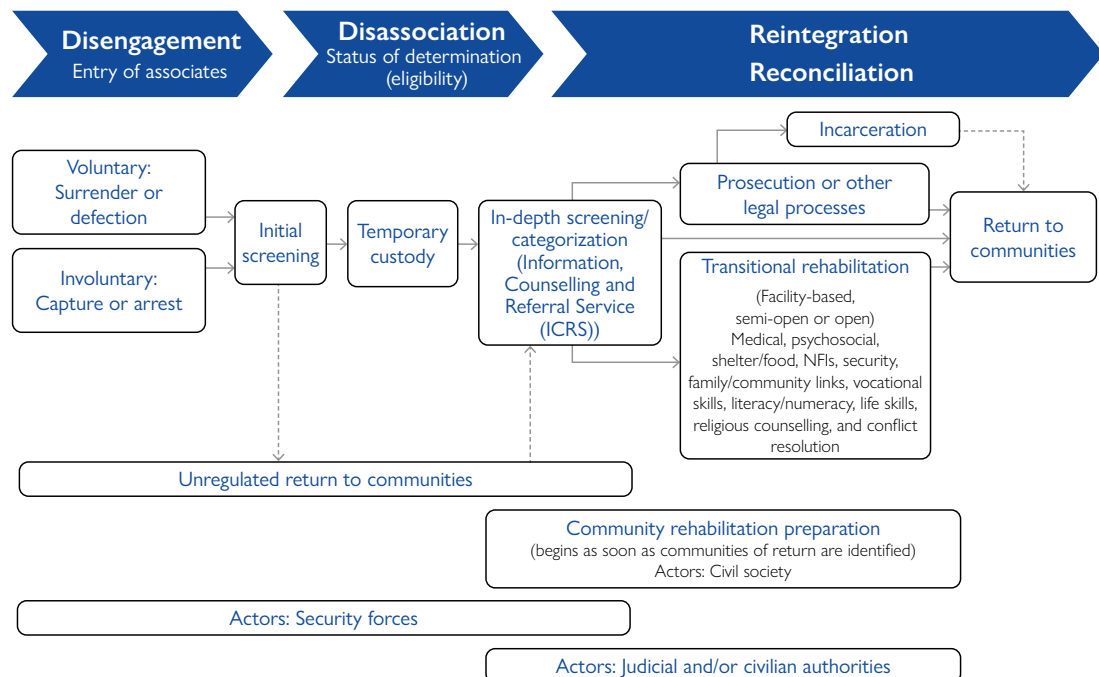 Disengagement
Entry of associates
Disassociation
Status of determination
(eligibility)
Reintegration
Reconciliation
Voluntary:
Surrender or
defection
Involuntary:
Capture or arrest
Initial
screening
Temporary
custody
In-depth screening/
categorization
(Information,
Counselling and
Referral Service
(ICRS))
Incarceration
Prosecution or other
legal processes
Transitional rehabilitation
(Facility-based,
semi-open or open)
Medical, psychosocial,
shelter/food, NFIs, security,
family/community links, vocational
skills, literacy/numeracy, life skills,
religious counselling, and conflict
resolution
Return to
communities
Unregulated return to communities
Community rehabilitation preparation
(begins as soon as communities of return are identified)
Actors: Civil society
Actors: Security forces
Actors: Judicial and/or civilian authorities